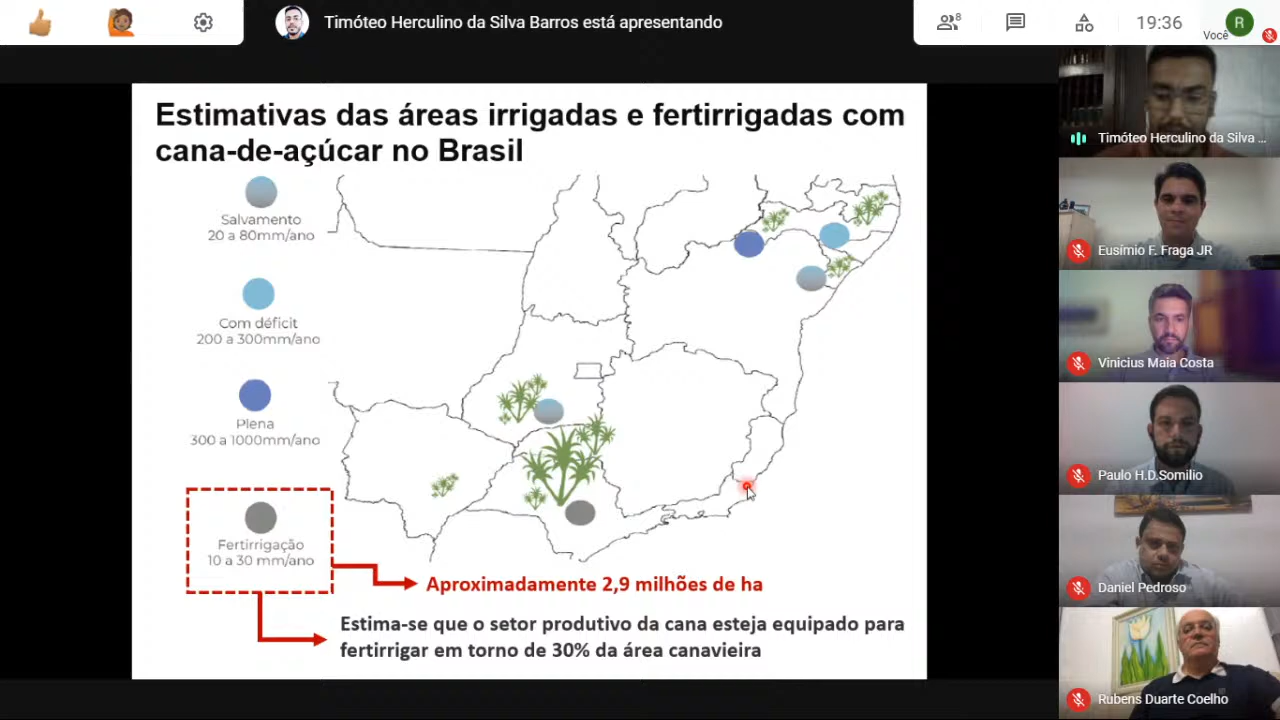 Timóteo Herculino da Silva Barros está apresentando
8
19:36
Você
R
Estimativas das áreas irrigadas e fertirrigadas com
cana-de-açúcar no Brasil
Salvamento
20 a 80mm/ano
Com déficit
200 a 300mm/ano
Plena
300 a 1000mm/ano
Fertirrigação
10 a 30 mm/ano
Aproximadamente 2,9 milhões de ha
Estima-se que o setor produtivo da cana esteja equipado para
fertirrigar em torno de 30% da área canavieira
Timóteo Herculino da Silva ...
Eusímio F. Fraga JR
Vinicius Maia Costa
Paulo H.D.Somilio
Daniel Pedroso
Rubens Duarte Coelho